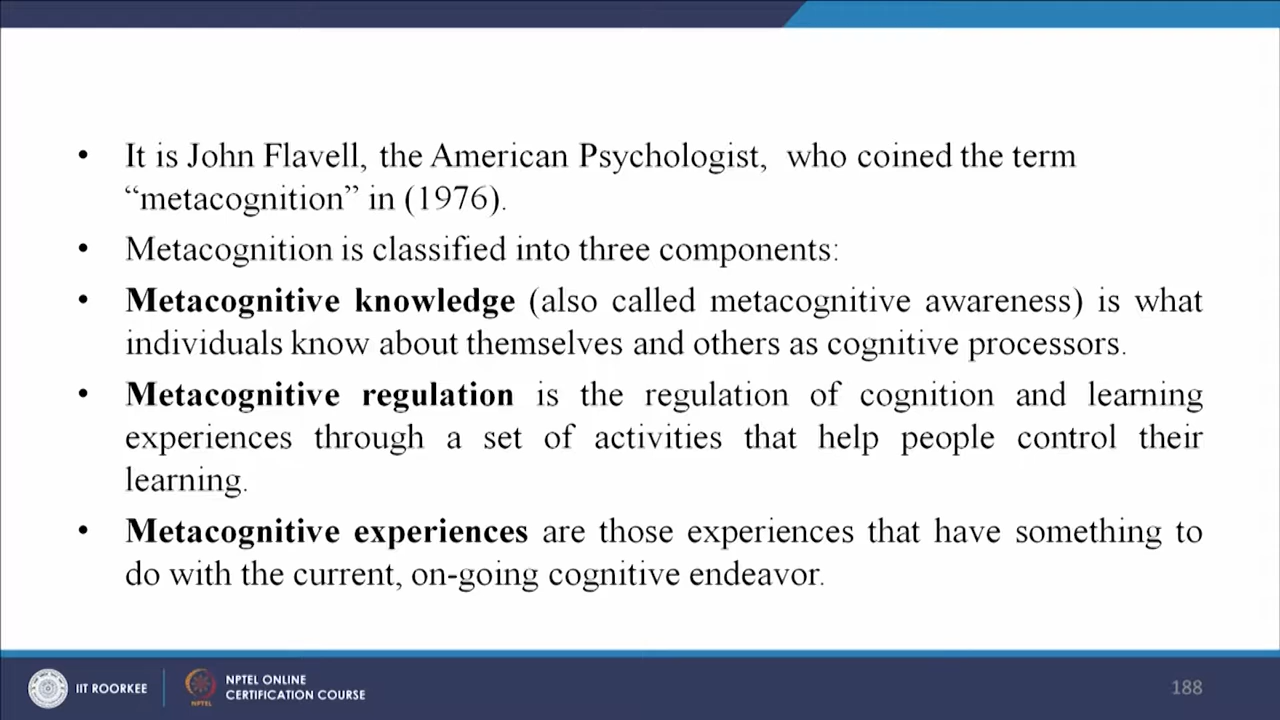 • It is John Flavell, the American Psychologist, who coined the term
“metacognition” in (1976).
• Metacognition is classified into three components:
• Metacognitive knowledge (also called metacognitive awareness) is what
individuals know about themselves and others as cognitive processors.
• Metacognitive regulation is the regulation of cognition and learning
experiences through a set of activities that help people control their
learning.
• Metacognitive experiences are those experiences that have something to
do with the current, on-going cognitive endeavor.
IIT ROORKEE
NPTEL
NPTEL ONLINE
CERTIFICATION COURSE
188